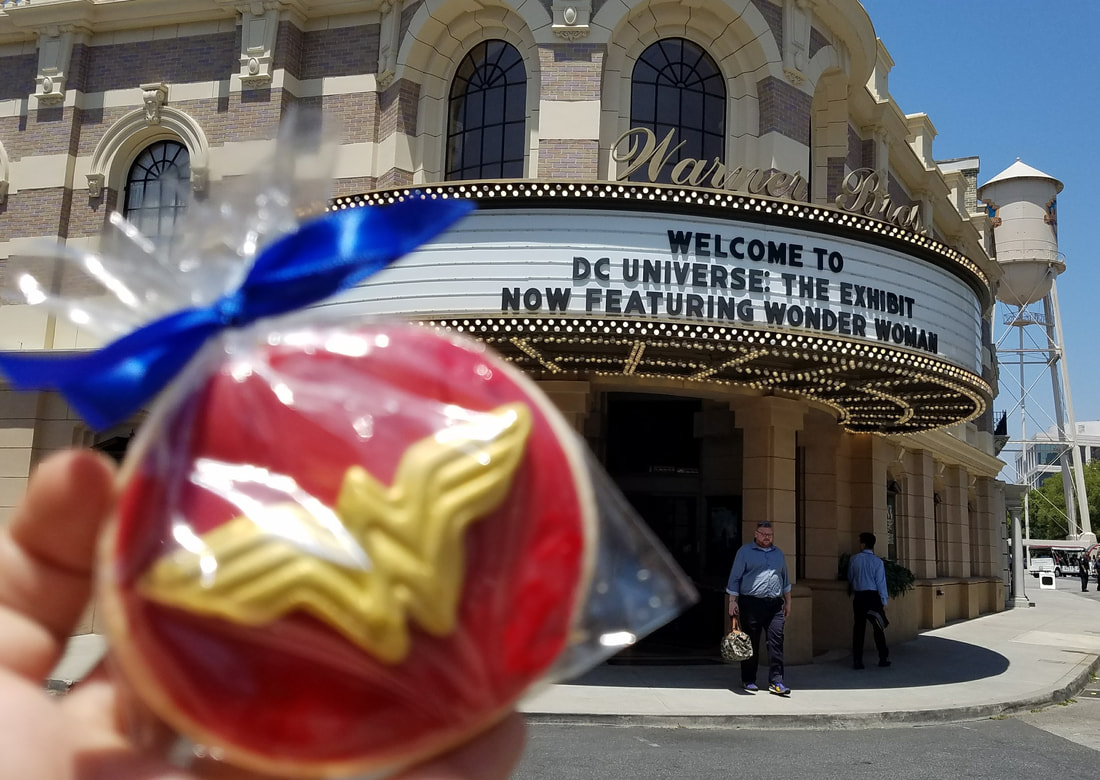 Warner Bros.
WELCOME TO
DC UNIVERSE: THE EXHIBIT
NOW FEATURING WONDER WOMAN